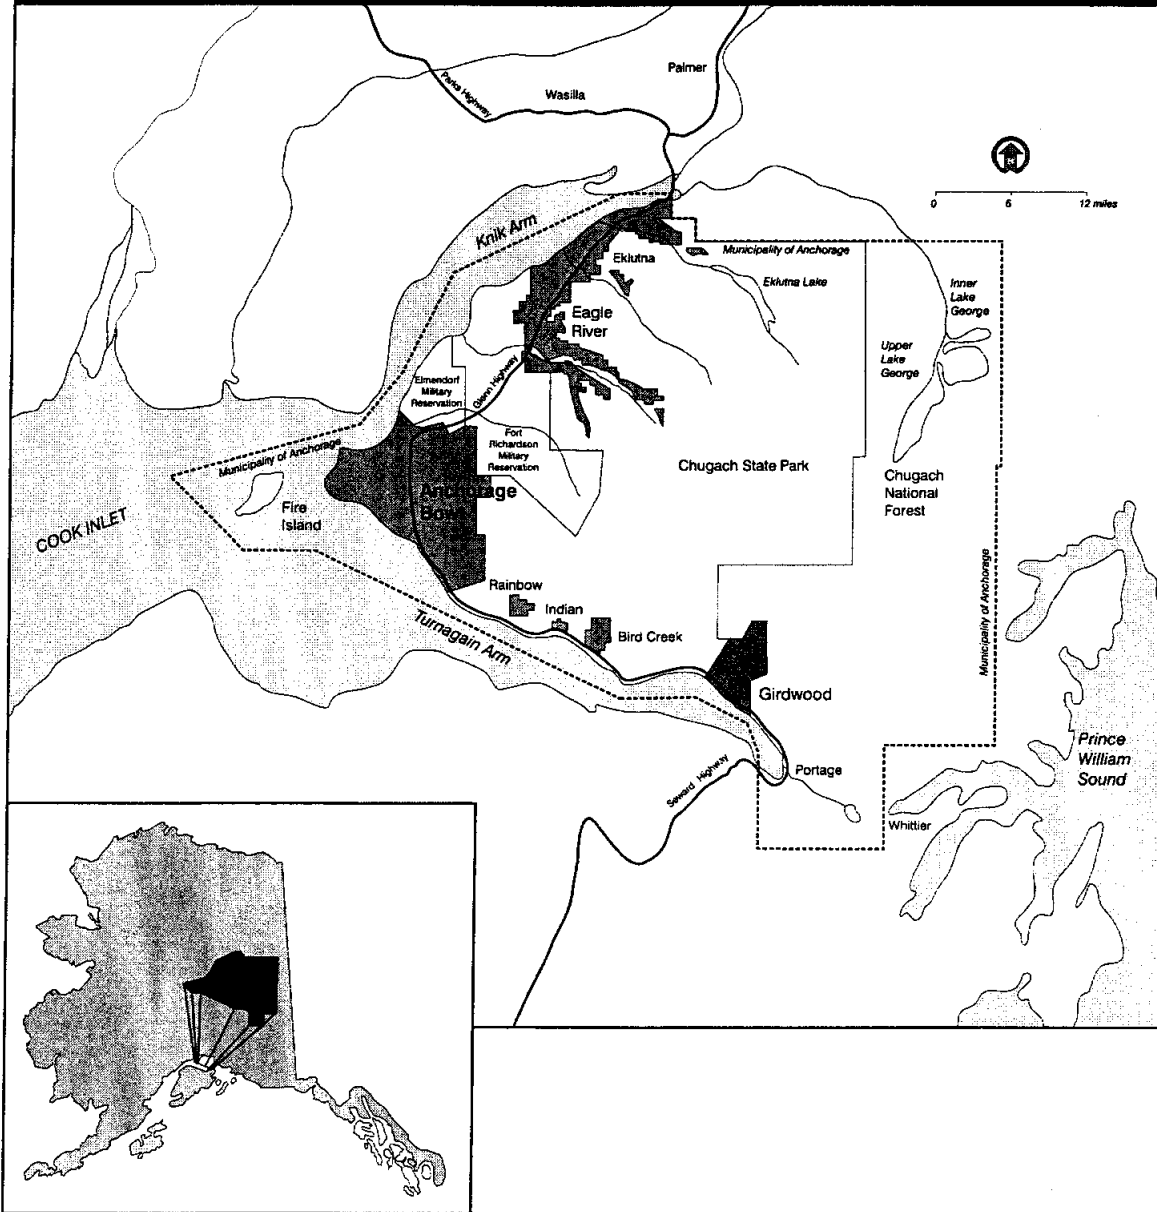 Palmer
Parks Highway
Wasilla
N
0 6 12 miles
Knik Arm
Municipality of Anchorage
Eklutna
Eklutna Lake
Inner
Lake
George
Eagle
River
Upper
Lake
George
Elmendorf
Military
Reservation
Glenn Highway
Fort
Richardson
Military
Reservation
Municipality of Anchorage
Chugach State Park
Chugach
National
Forest
Anchorage
Bowl
Fire
Island
COOK INLET
Rainbow
Indian
Bird Creek
Turnagain Arm
Municipality of Anchorage
Girdwood
Prince
William
Sound
Portage
Seward Highway
Whittier